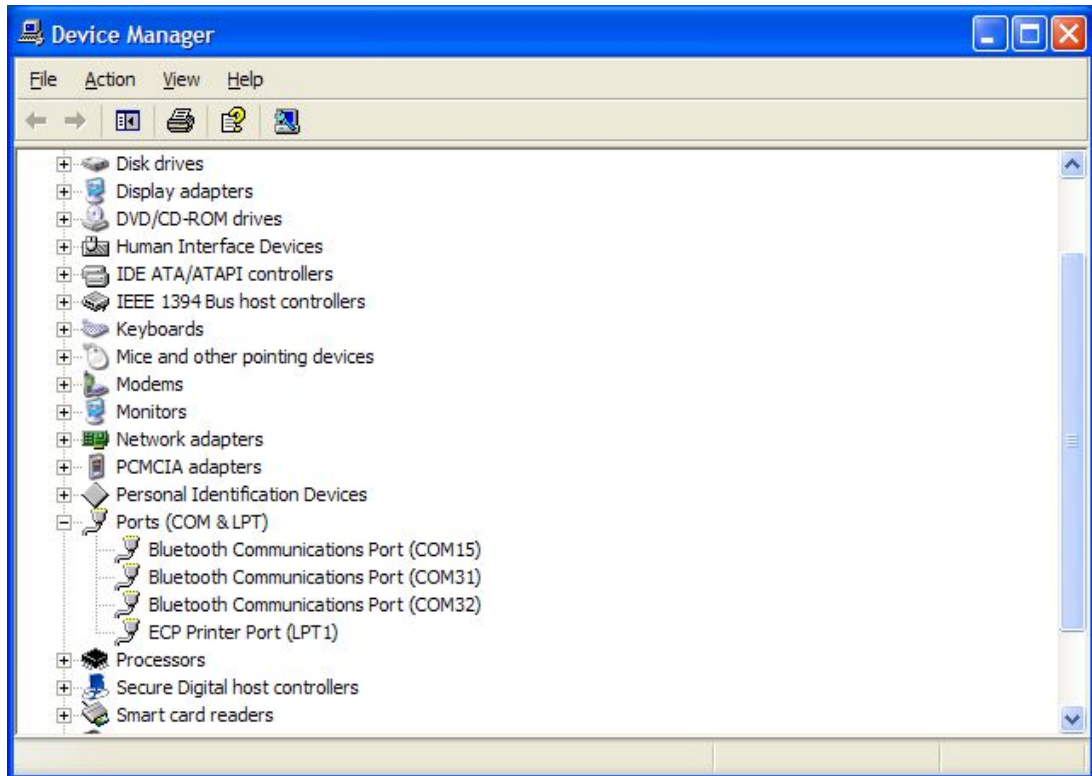 Device Manager
File Action View Help
Disk drives
Display adapters
DVD/CD-ROM drives
Human Interface Devices
IDE ATA/ATAPI controllers
IEEE 1394 Bus host controllers
Keyboards
Mice and other pointing devices
Modems
Monitors
Network adapters
PCMCIA adapters
Personal Identification Devices
Ports (COM & LPT)
Bluetooth Communications Port (COM15)
Bluetooth Communications Port (COM31)
Bluetooth Communications Port (COM32)
ECP Printer Port (LPT1)
Processors
Secure Digital host controllers
Smart card readers